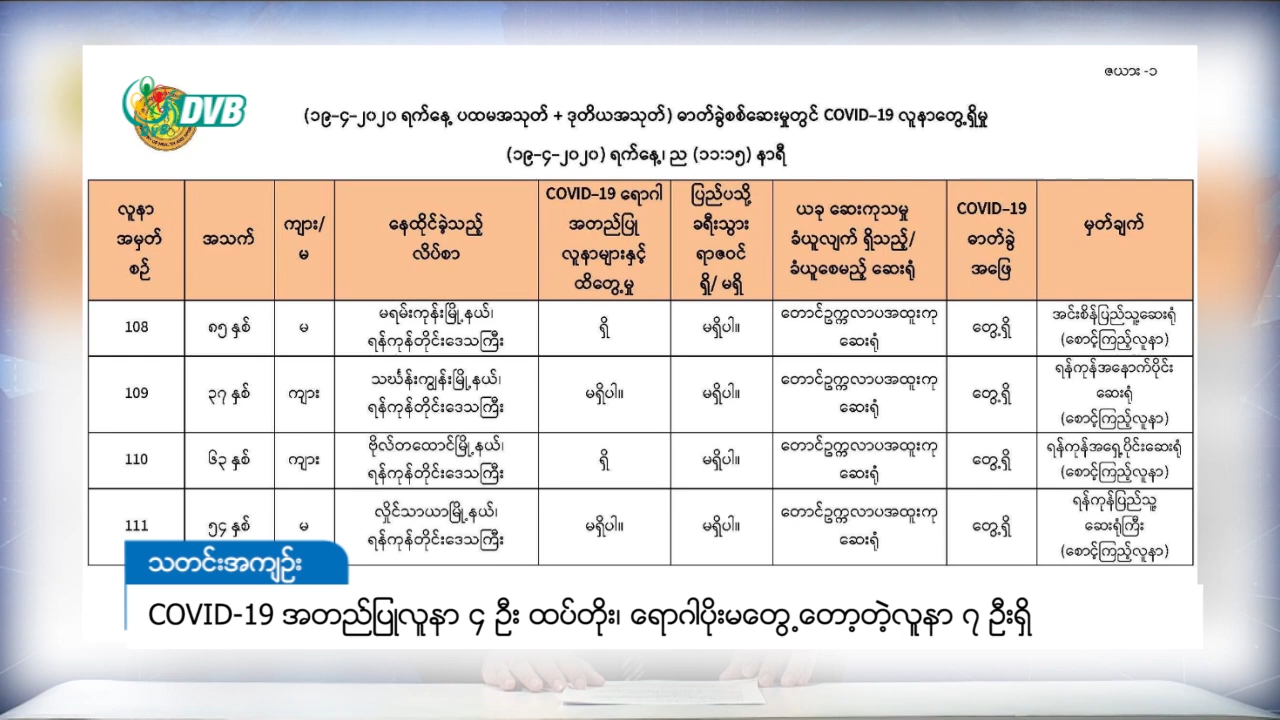 ဇယား -၁
DVB
(၁၉-၄-၂၀၂၀ ရက်နေ့ ပထမအသုတ် + ဒုတိယအသုတ်) ဓာတ်ခွဲစစ်ဆေးမှုတွင် COVID-19 လူနာတွေ့ရှိမှု
(၁၉-၄-၂၀၂၀) ရက်နေ့၊ ည (၁၁:၁၅) နာရီ
လူနာ
အမှတ်
စဉ်
အသက်
ကျား/
မ
နေထိုင်ခဲ့သည့်
လိပ်စာ
COVID-19 ရောဂါ
အတည်ပြု
လူနာများနှင့်
ထိတွေ့မှု
ပြည်ပသို့
ခရီးသွား
ရာဇဝင်
ရှိ/ မရှိ
ယခု ဆေးကုသမှု
ခံယူလျက် ရှိသည့်/
ခံယူစေမည့် ဆေးရုံ
COVID-19
ဓာတ်ခွဲ
အဖြေ
မှတ်ချက်
108
၈၅ နှစ်
မ
မရမ်းကုန်းမြို့နယ်၊
ရန်ကုန်တိုင်းဒေသကြီး
ရှိ
မရှိပါ။
တောင်ဥက္ကလာပအထူးကု
ဆေးရုံ
တွေ့ရှိ
အင်းစိန်ပြည်သူ့ဆေးရုံ
(စောင့်ကြည့်လူနာ)
109
၃၇ နှစ်
ကျား
သင်္ဃန်းကျွန်းမြို့နယ်၊
ရန်ကုန်တိုင်းဒေသကြီး
မရှိပါ။
မရှိပါ။
တောင်ဥက္ကလာပအထူးကု
ဆေးရုံ
တွေ့ရှိ
ရန်ကုန်အနောက်ပိုင်း
ဆေးရုံ
(စောင့်ကြည့်လူနာ)
110
၆၃ နှစ်
ကျား
ဗိုလ်တထောင်မြို့နယ်၊
ရန်ကုန်တိုင်းဒေသကြီး
ရှိ
မရှိပါ။
တောင်ဥက္ကလာပအထူးကု
ဆေးရုံ
တွေ့ရှိ
ရန်ကုန်အရှေ့ပိုင်းဆေးရုံ
(စောင့်ကြည့်လူနာ)
111
၅၄ နှစ်
မ
လှိုင်သာယာမြို့နယ်၊
ရန်ကုန်တိုင်းဒေသကြီး
မရှိပါ။
မရှိပါ။
တောင်ဥက္ကလာပအထူးကု
ဆေးရုံ
တွေ့ရှိ
ရန်ကုန်ပြည်သူ့
ဆေးရုံကြီး
(စောင့်ကြည့်လူနာ)
သတင်းအကျဉ်း
COVID-19 အတည်ပြုလူနာ ၄ ဦး ထပ်တိုး၊ ရောဂါပိုးမတွေ့တော့တဲ့လူနာ ၇ ဦးရှိ